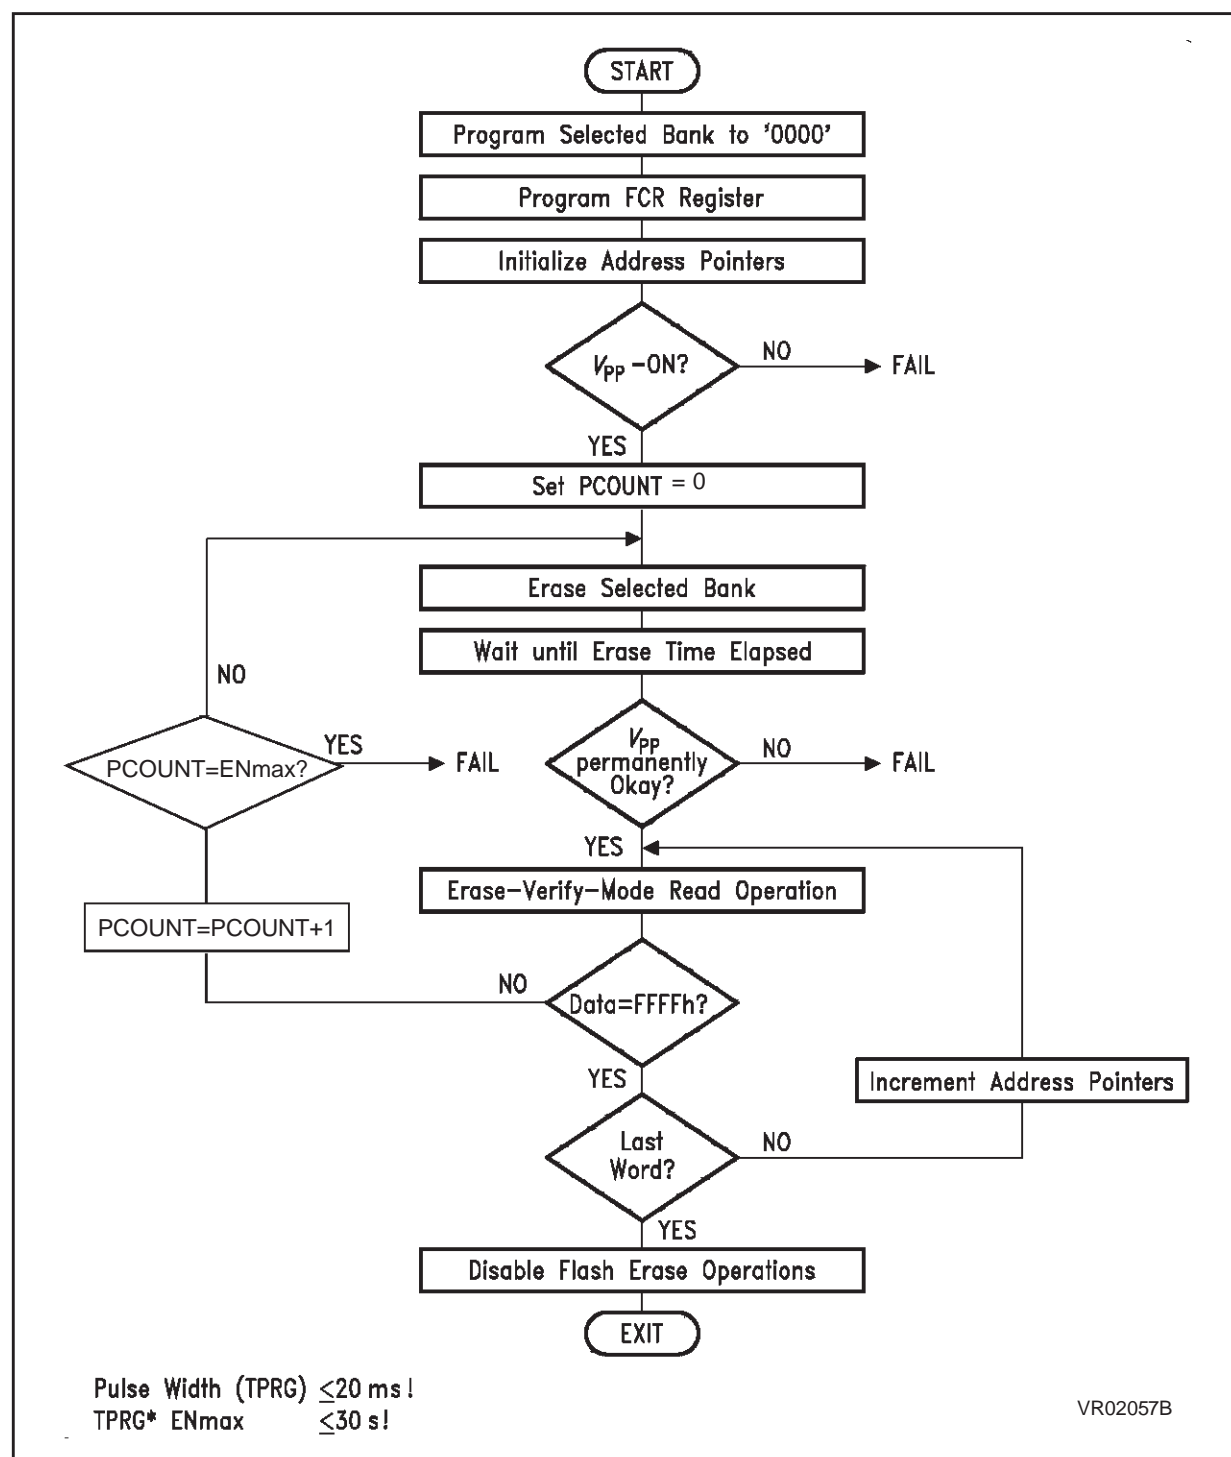 START
Program Selected Bank to '0000'
Program FCR Register
Initialize Address Pointers
VPP -ON?
NO
FAIL
YES
Set PCOUNT = 0
Erase Selected Bank
Wait until Erase Time Elapsed
NO
PCOUNT=ENmax?
YES
FAIL
VPP
permanently
Okay?
NO
FAIL
YES
Erase-Verify-Mode Read Operation
PCOUNT=PCOUNT+1
NO
Data=FFFFh?
YES
Increment Address Pointers
Last
Word?
NO
YES
Disable Flash Erase Operations
EXIT
Pulse Width (TPRG) ≤20 ms!
TPRG* ENmax ≤30 s!
VR02057B